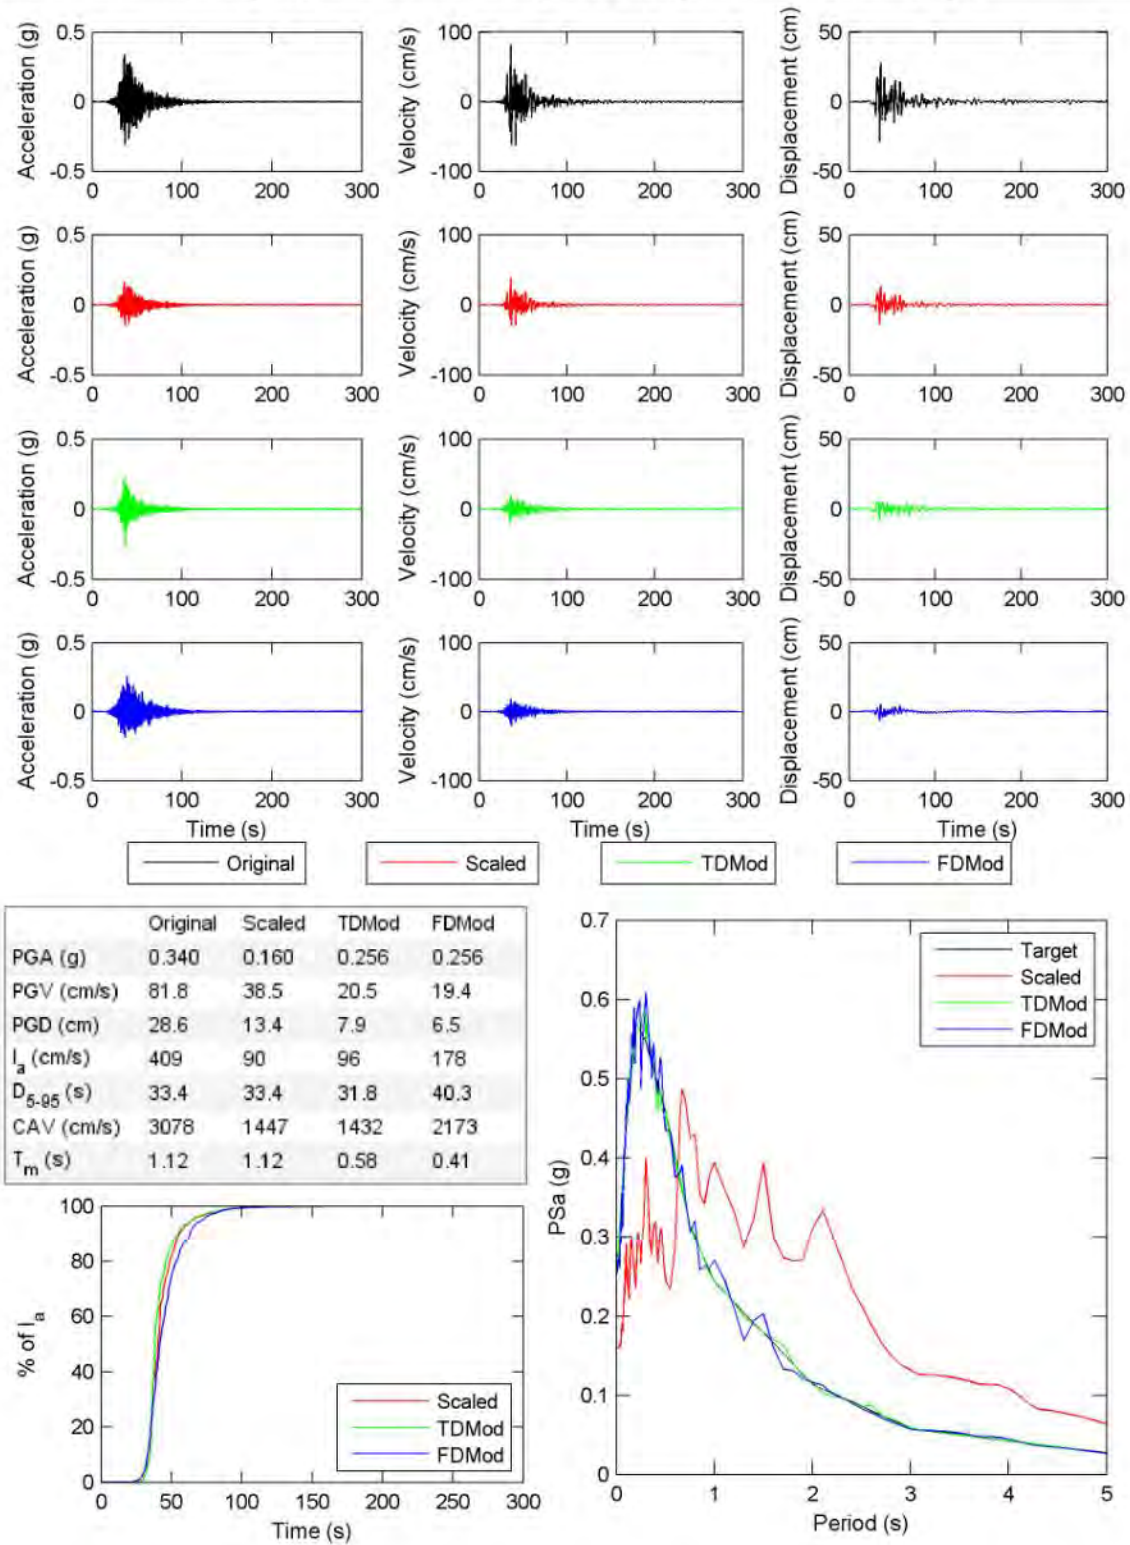 Acceleration (g)
0.5
0
-0.5
0 100 200 300
Velocity (cm/s)
100
0
-100
0 100 200 300
Displacement (cm)
50
0
-50
0 100 200 300
Acceleration (g)
0.5
0
-0.5
0 100 200 300
Velocity (cm/s)
100
0
-100
0 100 200 300
Displacement (cm)
50
0
-50
0 100 200 300
Acceleration (g)
0.5
0
-0.5
0 100 200 300
Velocity (cm/s)
100
0
-100
0 100 200 300
Displacement (cm)
50
0
-50
0 100 200 300
Acceleration (g)
0.5
0
-0.5
0 100 200 300
Time (s)
Velocity (cm/s)
100
0
-100
0 100 200 300
Time (s)
Displacement (cm)
50
0
-50
0 100 200 300
Time (s)
Original Scaled TDMod FDMod
Original Scaled TDMod FDMod
PGA (g) 0.340 0.160 0.256 0.256
PGV (cm/s) 81.8 38.5 20.5 19.4
PGD (cm) 28.6 13.4 7.9 6.5
Ia (cm/s) 409 90 96 178
D5-95 (s) 33.4 33.4 31.8 40.3
CAV (cm/s) 3078 1447 1432 2173
Tm (s) 1.12 1.12 0.58 0.41
% of Ia
100
80
60
40
20
0
0 50 100 150 200 250 300
Time (s)
Scaled
TDMod
FDMod
PSa (g)
0.7
0.6
0.5
0.4
0.3
0.2
0.1
0
0 1 2 3 4 5
Period (s)
Target
Scaled
TDMod
FDMod